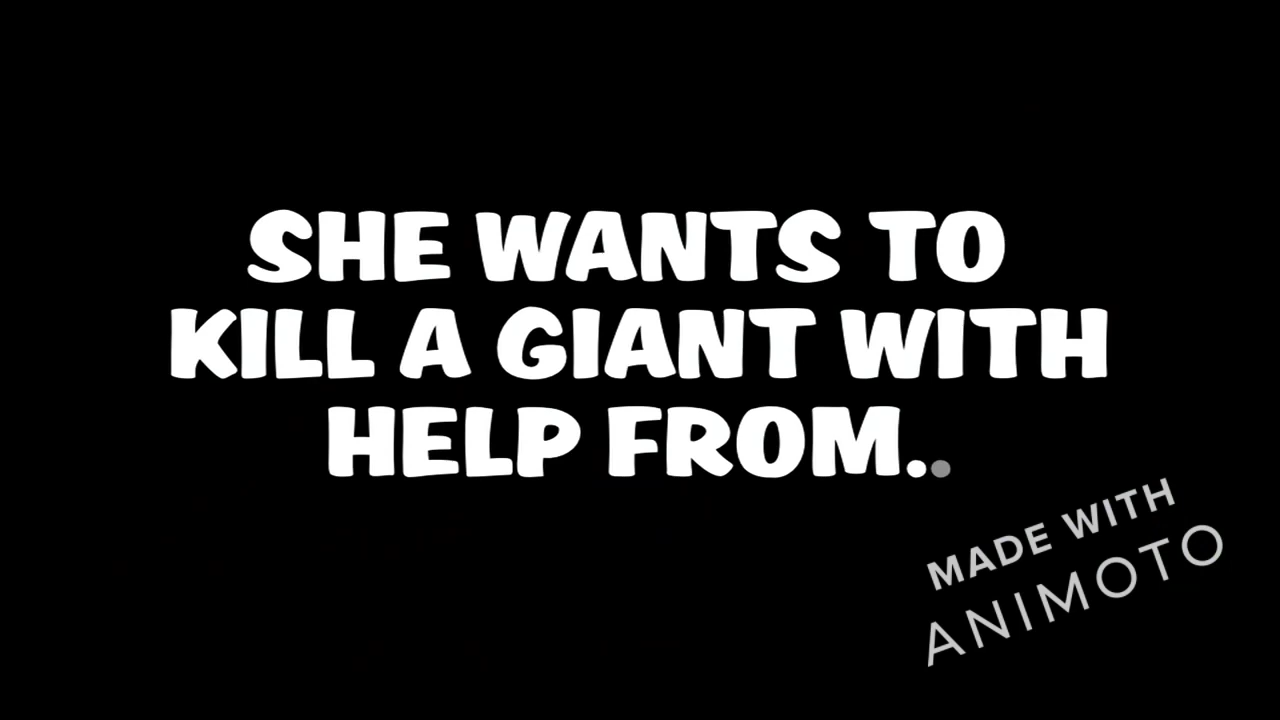 SHE WANTS TO
KILL A GIANT WITH
HELP FROM..
MADE WITH
ANIMOTO